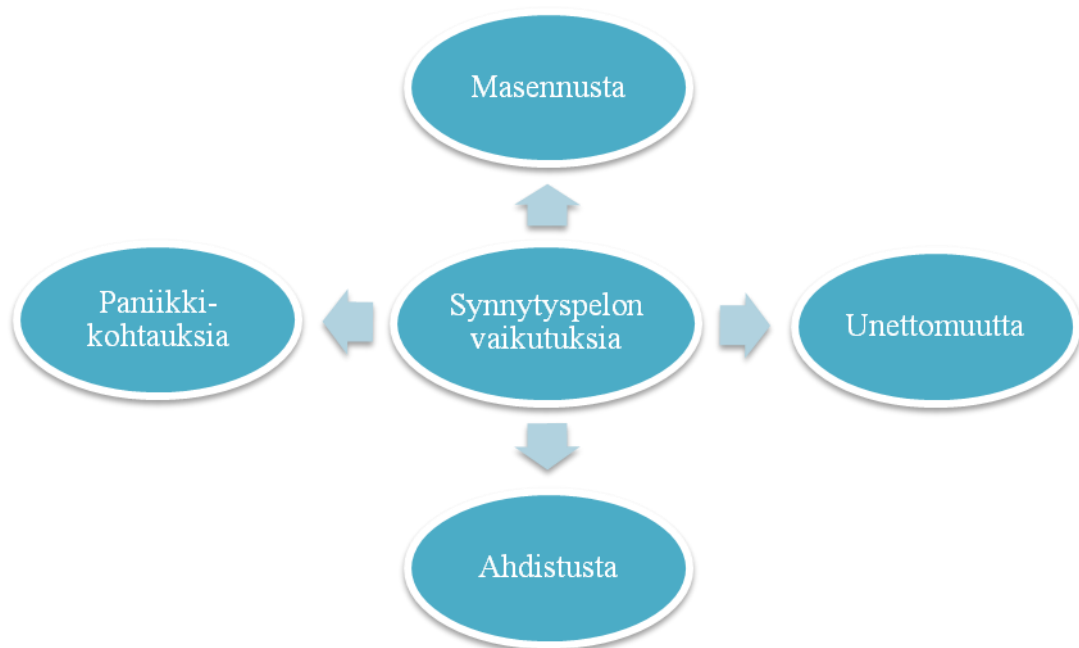 Masennusta
Paniikki-
kohtauksia
Synnytyspelon
vaikutuksia
Unettomuutta
Ahdistusta